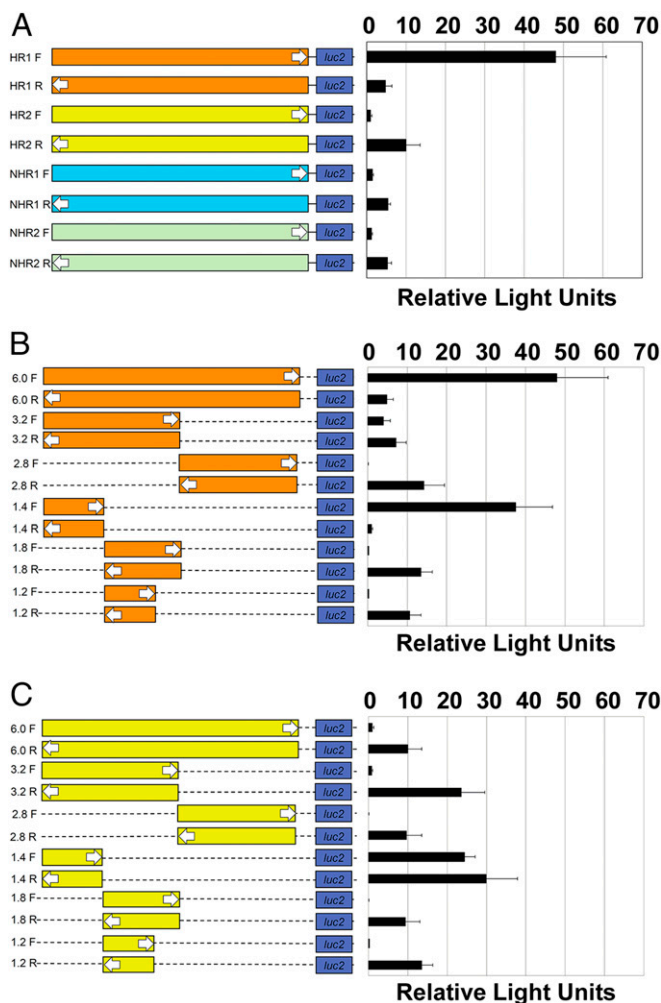 A
0 10 20 30 40 50 60 70
HR1 F luc2
HR1 R luc2
HR2 F luc2
HR2 R luc2
NHR1 F luc2
NHR1 R luc2
NHR2 F luc2
NHR2 R luc2
Relative Light Units
B
0 10 20 30 40 50 60 70
6.0 F luc2
6.0 R luc2
3.2 F luc2
3.2 R luc2
2.8 F luc2
2.8 R luc2
1.4 F luc2
1.4 R luc2
1.8 F luc2
1.8 R luc2
1.2 F luc2
1.2 R luc2
Relative Light Units
C
0 10 20 30 40 50 60 70
6.0 F luc2
6.0 R luc2
3.2 F luc2
3.2 R luc2
2.8 F luc2
2.8 R luc2
1.4 F luc2
1.4 R luc2
1.8 F luc2
1.8 R luc2
1.2 F luc2
1.2 R luc2
Relative Light Units